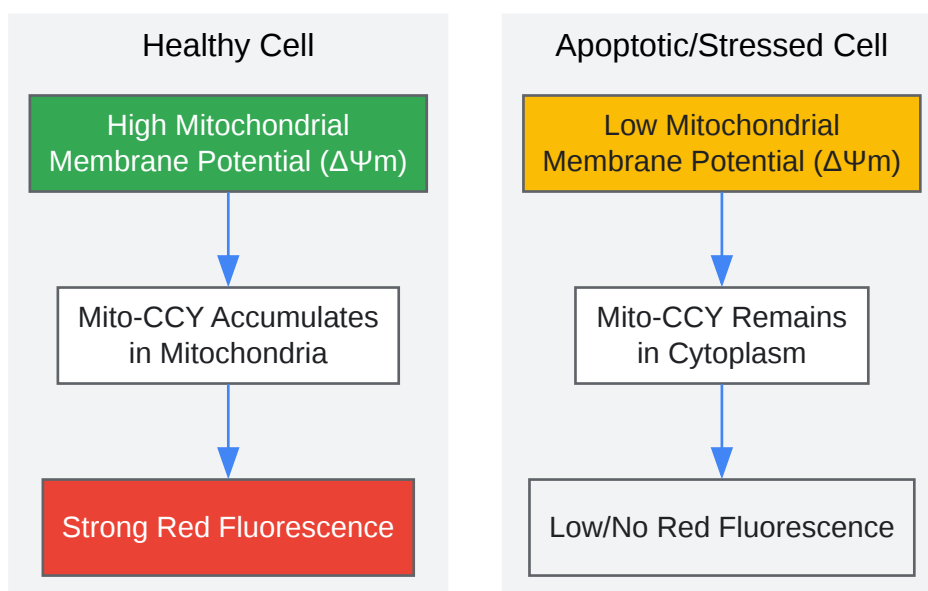 Healthy Cell
High Mitochondrial
Membrane Potential (ΔΨm)
Mito-CCY Accumulates
in Mitochondria
Strong Red Fluorescence
Apoptotic/Stressed Cell
Low Mitochondrial
Membrane Potential (ΔΨm)
Mito-CCY Remains
in Cytoplasm
Low/No Red Fluorescence